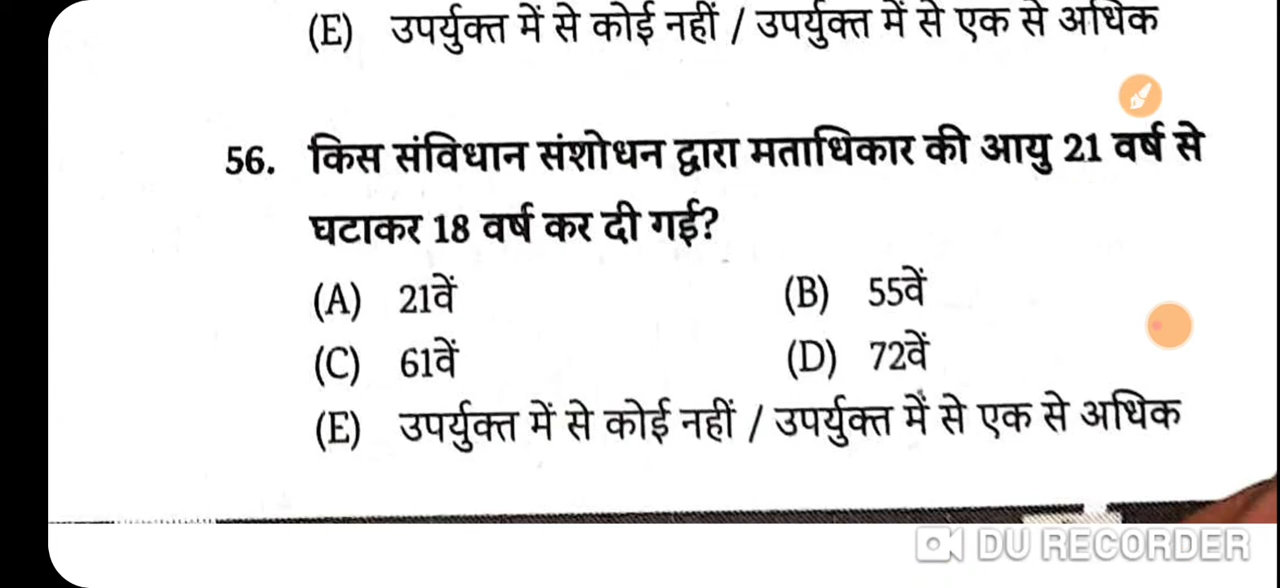 (E) उपर्युक्त में से कोई नहीं / उपर्युक्त में से एक से अधिक
56. किस संविधान संशोधन द्वारा मताधिकार की आयु 21 वर्ष से
घटाकर 18 वर्ष कर दी गई?
(A) 21वें (B) 55वें
(C) 61वें (D) 72वें
(E) उपर्युक्त में से कोई नहीं / उपर्युक्त में से एक से अधिक
DU RECORDER